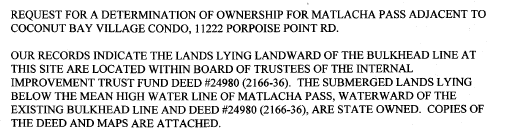 REQUEST FOR A DETERMINATION OF OWNERSHIP FOR MATLACHA PASS ADJACENT TO
COCONUT BAY VILLAGE CONDO, 11222 PORPOISE POINT RD.
OUR RECORDS INDICATE THE LANDS LYING LANDWARD OF THE BULKHEAD LINE AT
THIS SITE ARE LOCATED WITHIN BOARD OF TRUSTEES OF THE INTERNAL
IMPROVEMENT TRUST FUND DEED #24980 (2166-36). THE SUBMERGED LANDS LYING
BELOW THE MEAN HIGH WATER LINE OF MATLACHA PASS, WATERWARD OF THE
EXISTING BULKHEAD LINE AND DEED #24980 (2166-36), ARE STATE OWNED. COPIES OF
THE DEED AND MAPS ARE ATTACHED.